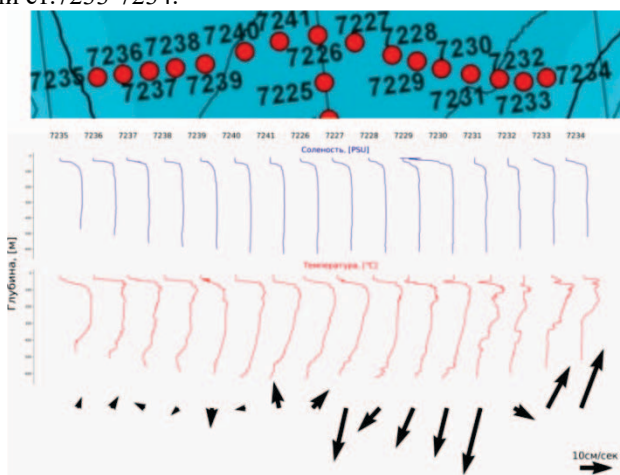 и ст.7233-7234.
7241 7227
7240 7228
7236 7238 7226 7230 7232
7235 7237 7239 7225 7229 7231 7233 7234
7235 7236 7237 7238 7239 7240 7241 7226 7227 7228 7229 7230 7231 7232 7233 7234
Соленость, [PSU]
Температура, [°C]
Глубина, [м]
10см/сек